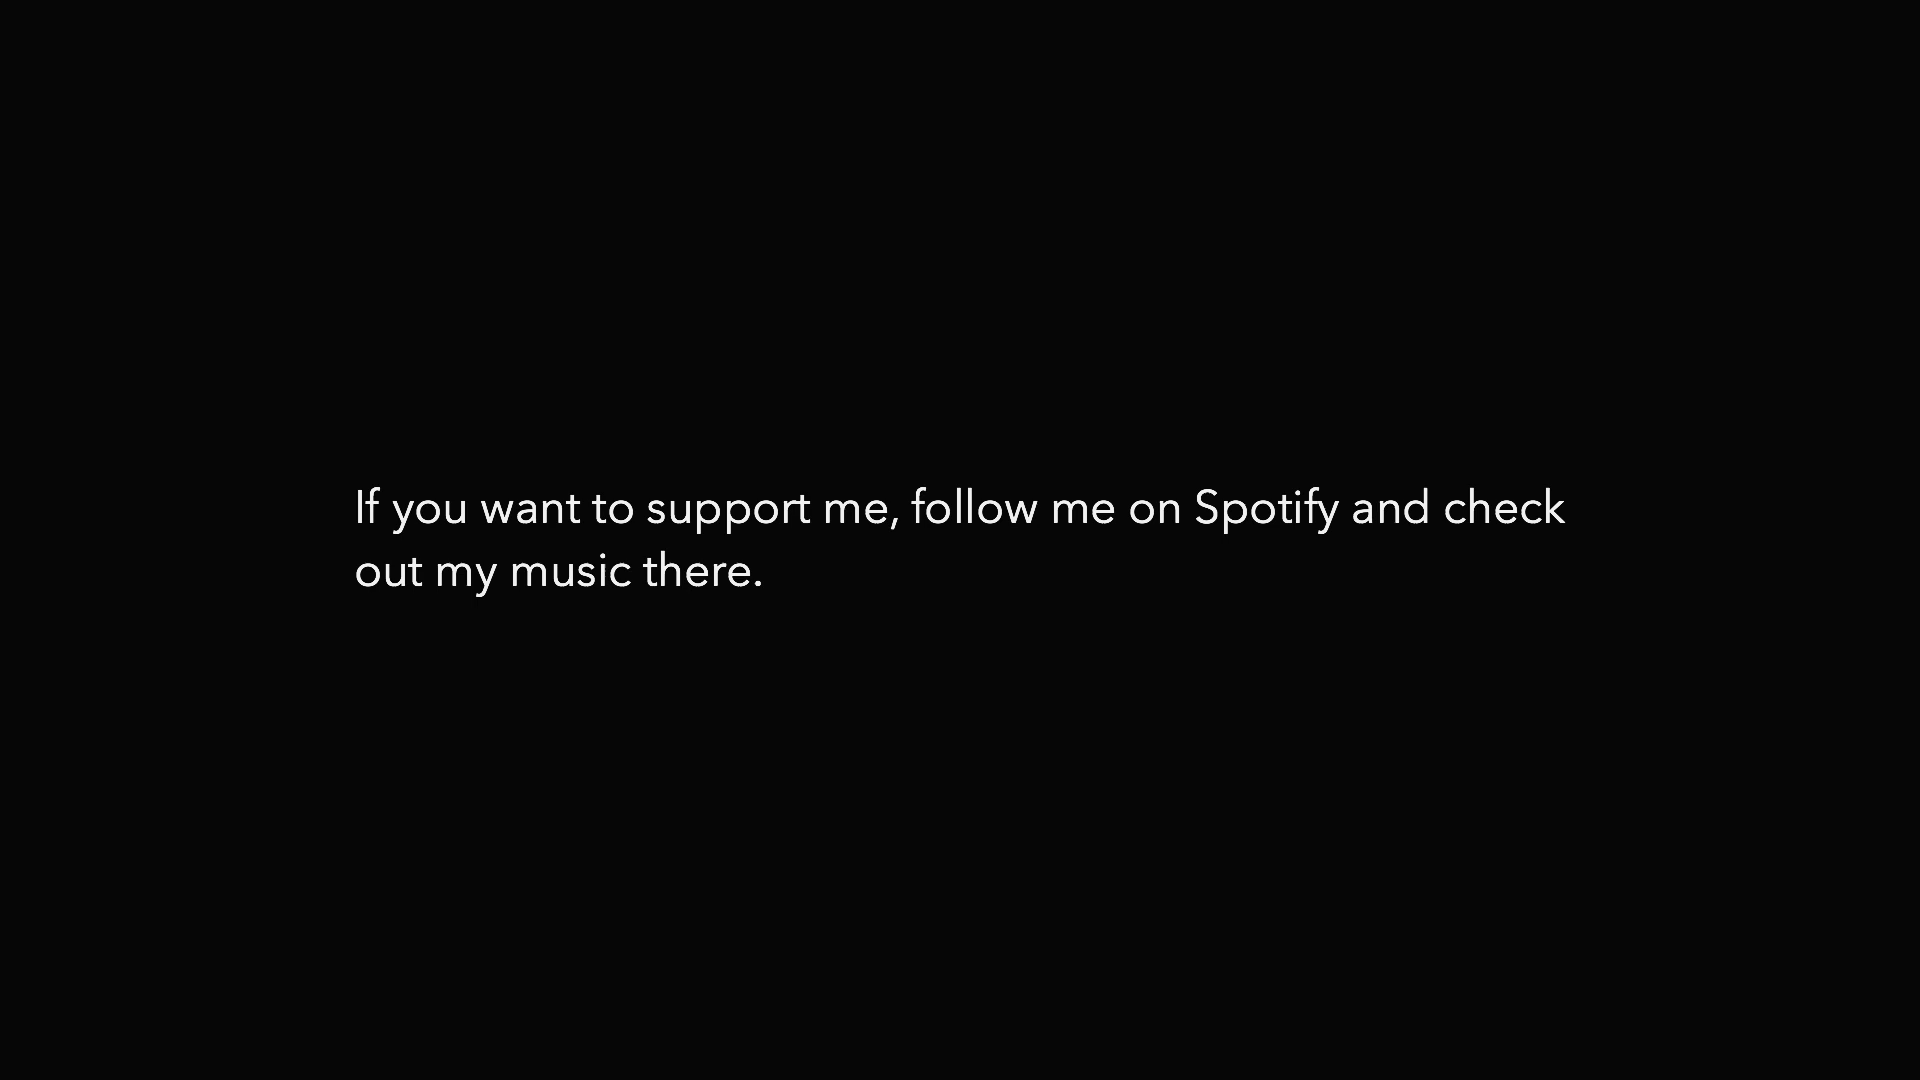 If you want to support me, follow me on Spotify and check
out my music there.